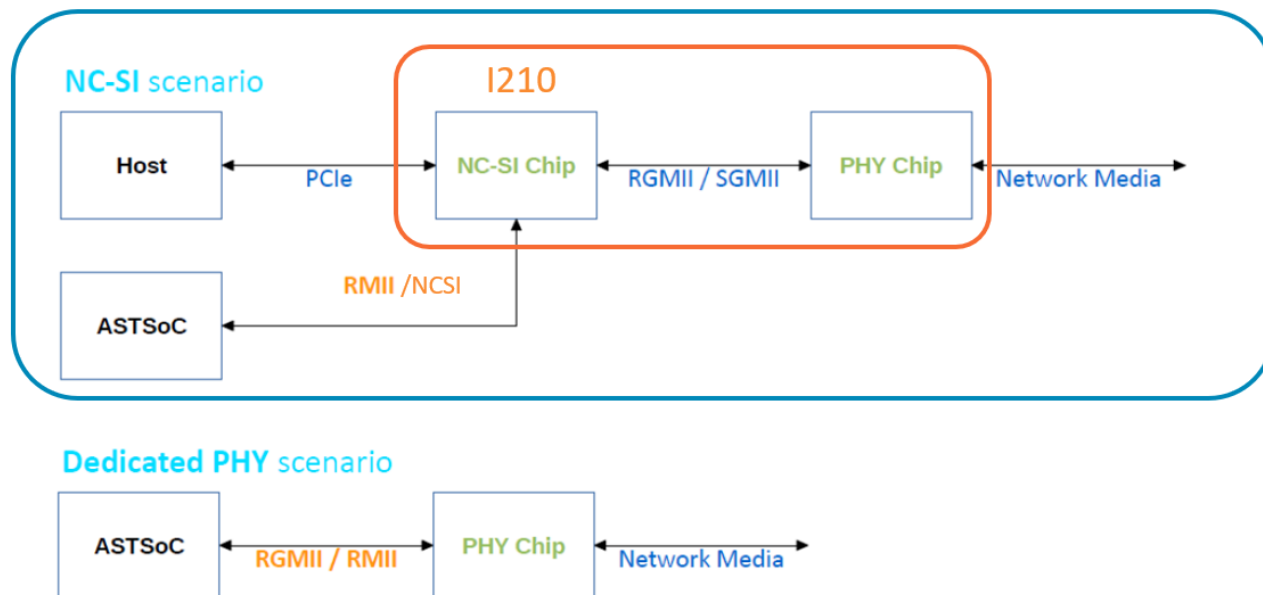 NC-SI scenario
I210
Host
PCIe
NC-SI Chip
RGMII / SGMII
PHY Chip
Network Media
RMII /NCSI
ASTSoC
Dedicated PHY scenario
ASTSoC
RGMII / RMII
PHY Chip
Network Media